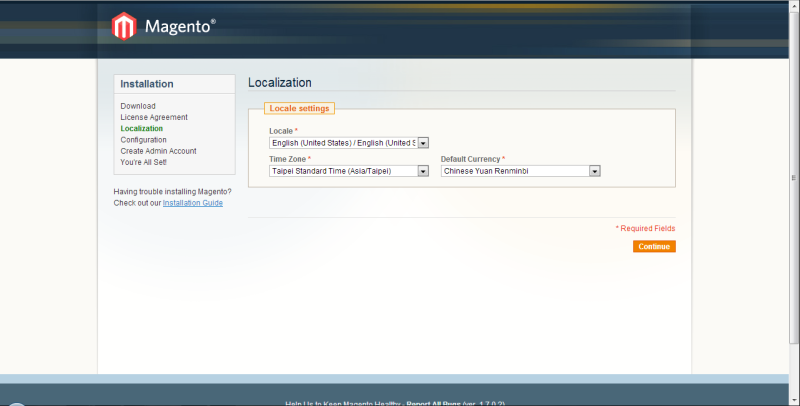 Magento®
Installation
Download
License Agreement
Localization
Configuration
Create Admin Account
You're All Set!
Having trouble installing Magento?
Check out our Installation Guide
Localization
Locale settings
Locale *
English (United States) / English (United S
Time Zone *
Default Currency *
Taipei Standard Time (Asia/Taipei)
Chinese Yuan Renminbi
* Required Fields
Continue
Help Us to Keep Magento Healthy - Report All Bugs (ver. 1.7.0.2)